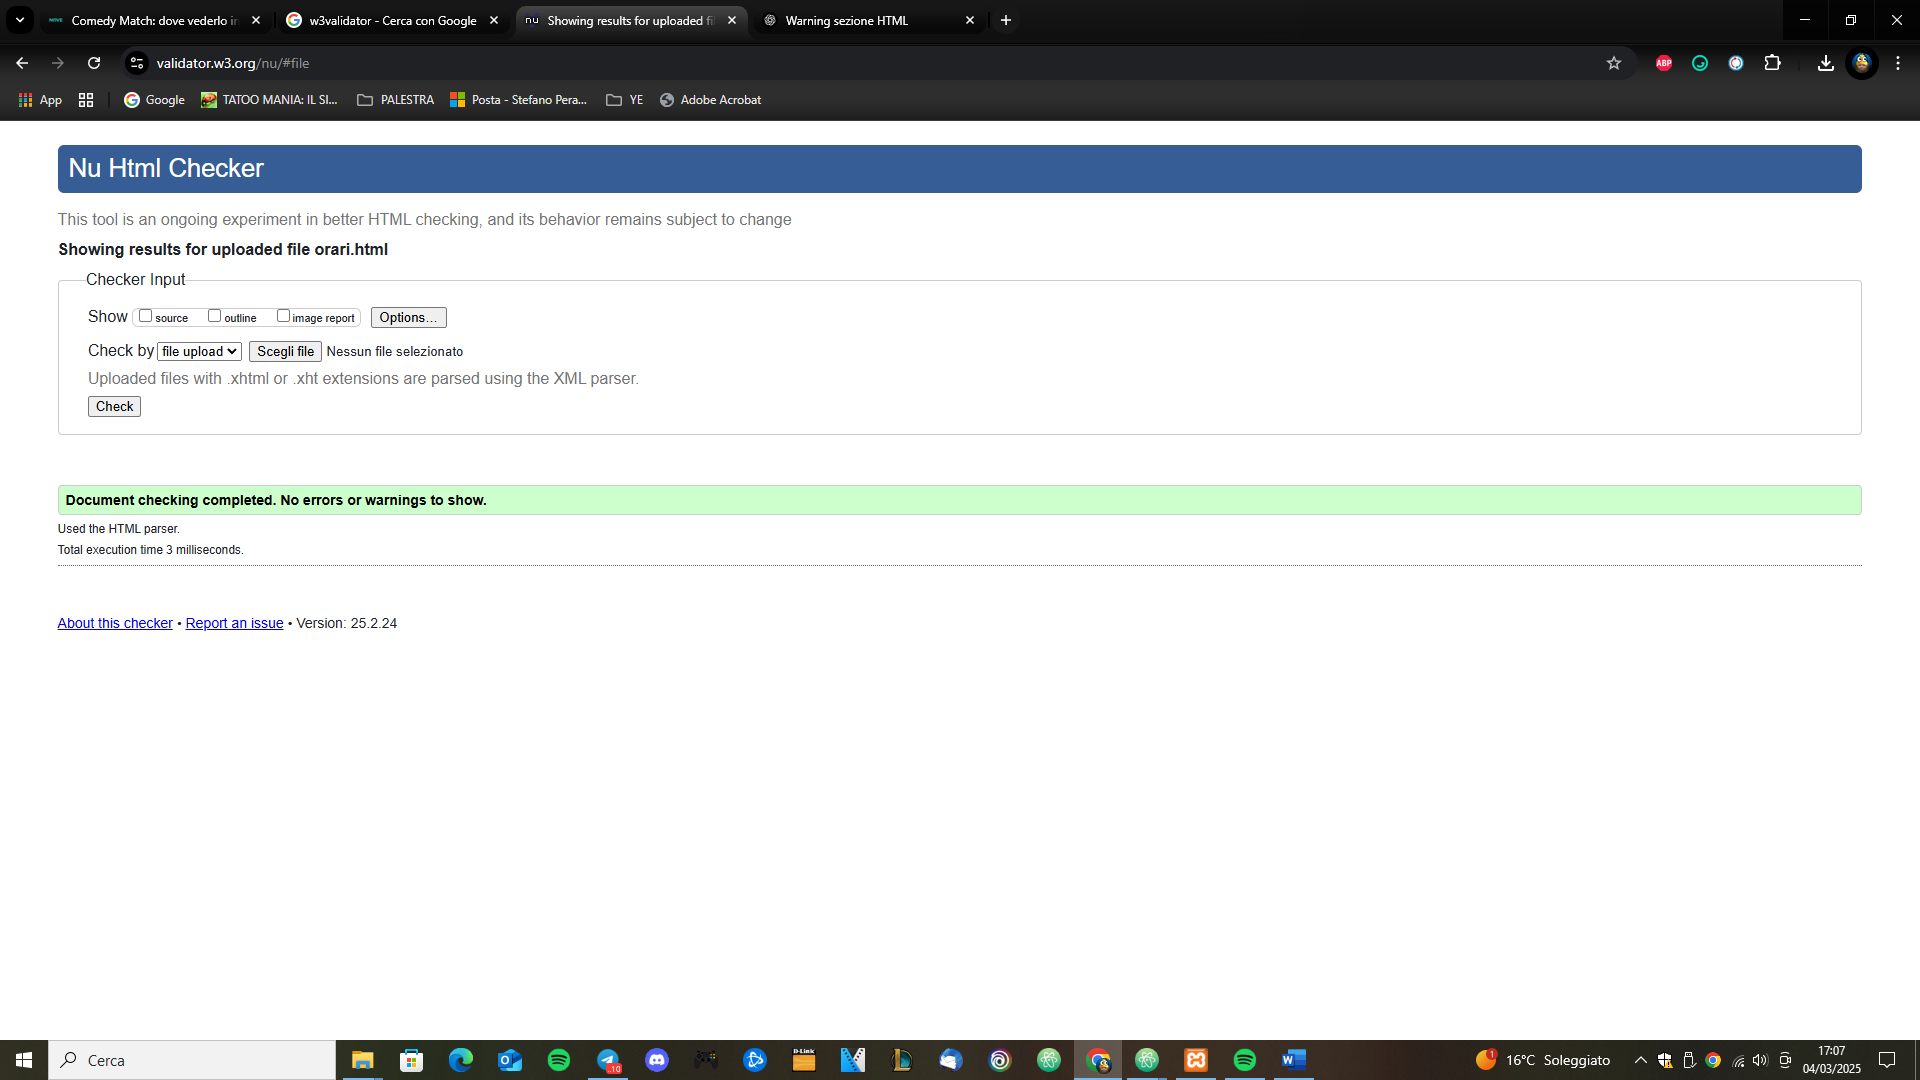 Comedy Match: dove vederlo in
w3validator - Cerca con Google
nu
Showing results for uploaded fi
Warning sezione HTML
validator.w3.org/nu/#file
ABP
App
Google
TATOO MANIA: IL SI...
PALESTRA
Posta - Stefano Pera...
YE
Adobe Acrobat
Nu Html Checker
This tool is an ongoing experiment in better HTML checking, and its behavior remains subject to change
Showing results for uploaded file orari.html
Checker Input
Show source outline image report Options...
Check by file upload Scegli file Nessun file selezionato
Uploaded files with .xhtml or .xht extensions are parsed using the XML parser.
Check
Document checking completed. No errors or warnings to show.
Used the HTML parser.
Total execution time 3 milliseconds.
About this checker • Report an issue • Version: 25.2.24
Cerca
D-Link
10
1
16°C Soleggiato
17:07
04/03/2025